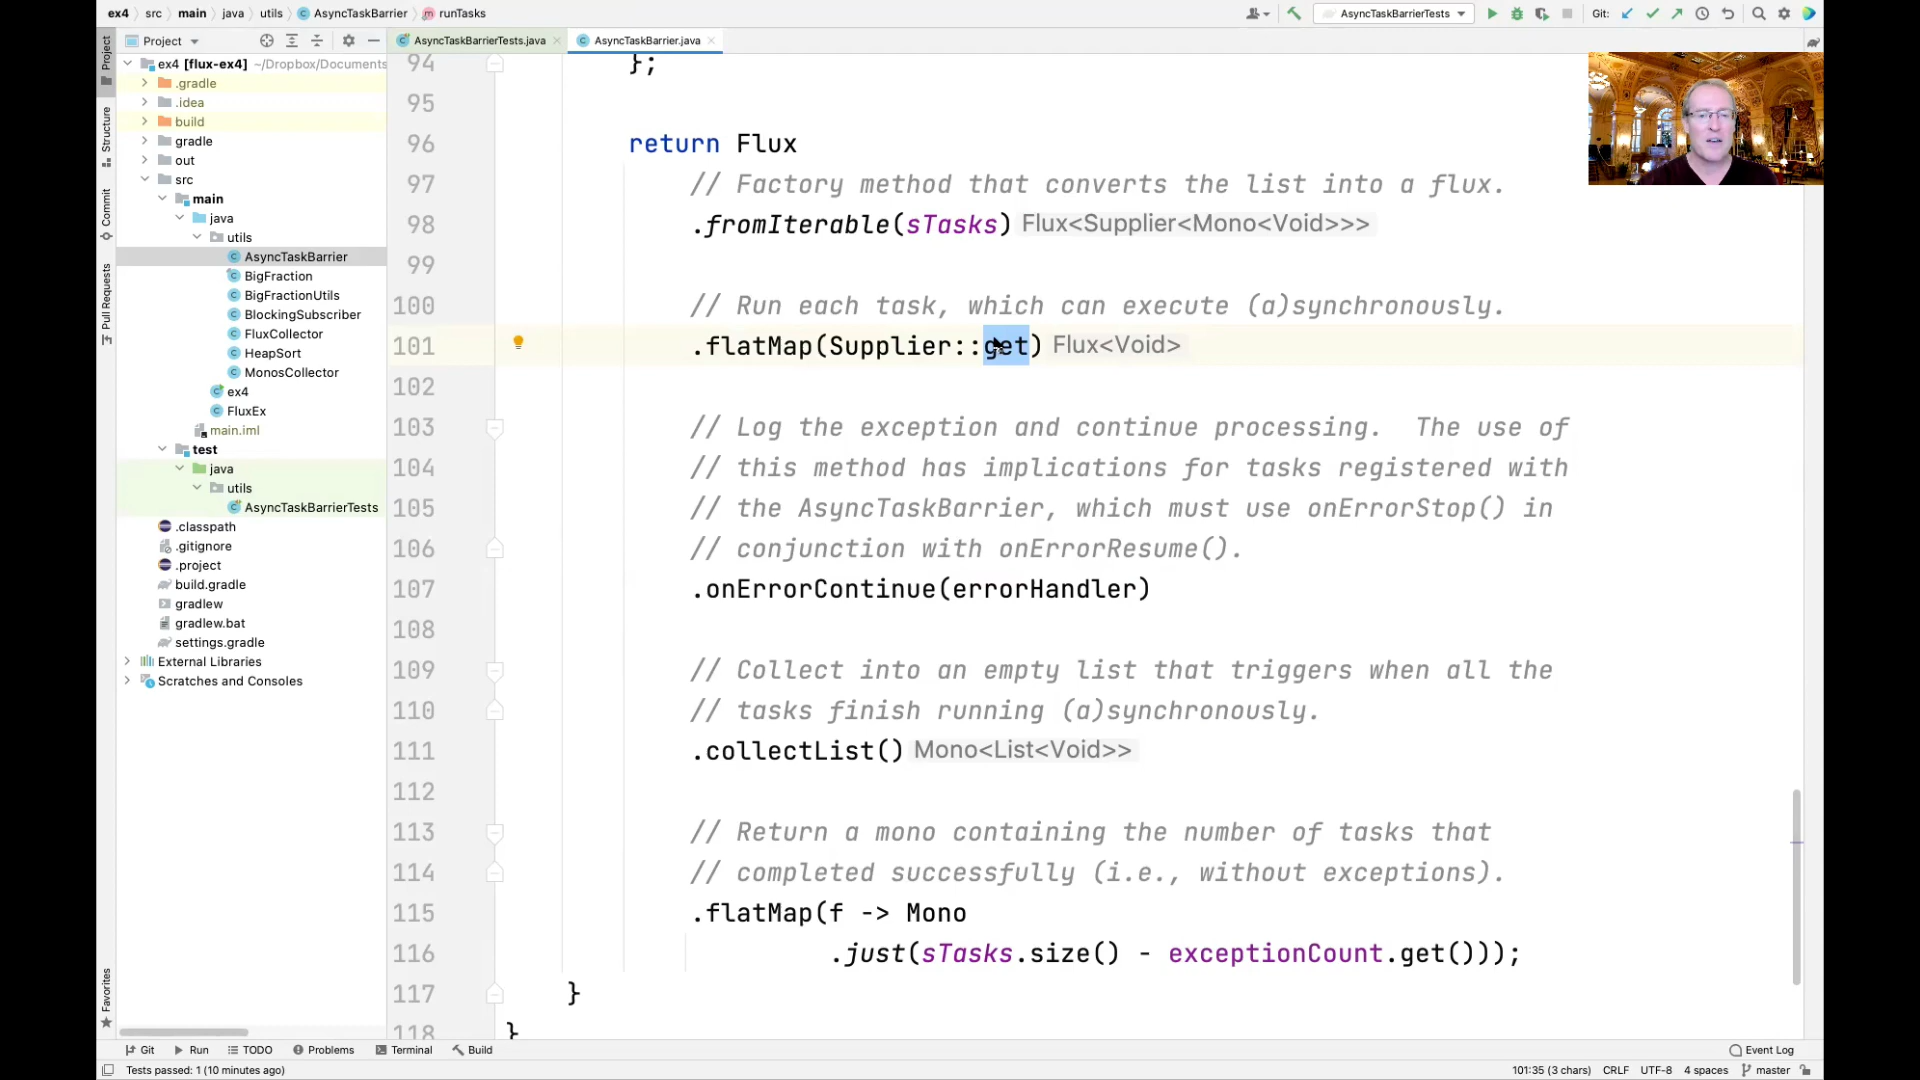 ex4 src main java utils AsyncTaskBarrier runTasks AsyncTaskBarrierTests Git:
Project AsyncTaskBarrierTests.java AsyncTaskBarrier.java
Project
Structure
Commit
Pull Requests
Favorites
ex4 [flux-ex4] ~/Dropbox/Documents
.gradle
.idea
build
gradle
out
src
main
java
utils
AsyncTaskBarrier
BigFraction
BigFractionUtils
BlockingSubscriber
FluxCollector
HeapSort
MonosCollector
ex4
FluxEx
main.iml
test
java
utils
AsyncTaskBarrierTests
.classpath
.gitignore
.project
build.gradle
gradlew
gradlew.bat
settings.gradle
External Libraries
Scratches and Consoles
94 };
95
96 return Flux
97 // Factory method that converts the list into a flux.
98 .fromIterable(sTasks) Flux<Supplier<Mono<Void>>>
99
100 // Run each task, which can execute (a)synchronously.
101 .flatMap(Supplier::get) Flux<Void>
102
103 // Log the exception and continue processing.  The use of
104 // this method has implications for tasks registered with
105 // the AsyncTaskBarrier, which must use onErrorStop() in
106 // conjunction with onErrorResume().
107 .onErrorContinue(errorHandler)
108
109 // Collect into an empty list that triggers when all the
110 // tasks finish running (a)synchronously.
111 .collectList() Mono<List<Void>>
112
113 // Return a mono containing the number of tasks that
114 // completed successfully (i.e., without exceptions).
115 .flatMap(f -> Mono
116 .just(sTasks.size() - exceptionCount.get()));
117 }
118 }
Git Run TODO Problems Terminal Build Event Log
Tests passed: 1 (10 minutes ago) 101:35 (3 chars) CRLF UTF-8 4 spaces master